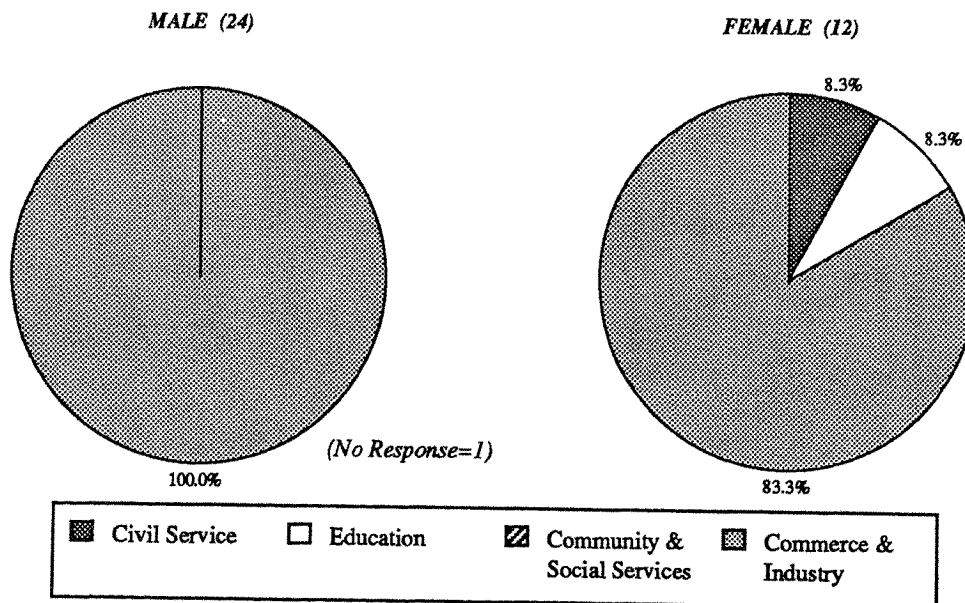 MALE (24)
FEMALE (12)
8.3%
8.3%
(No Response=1)
100.0%
83.3%
Civil Service
Education
Community &
Social Services
Commerce &
Industry